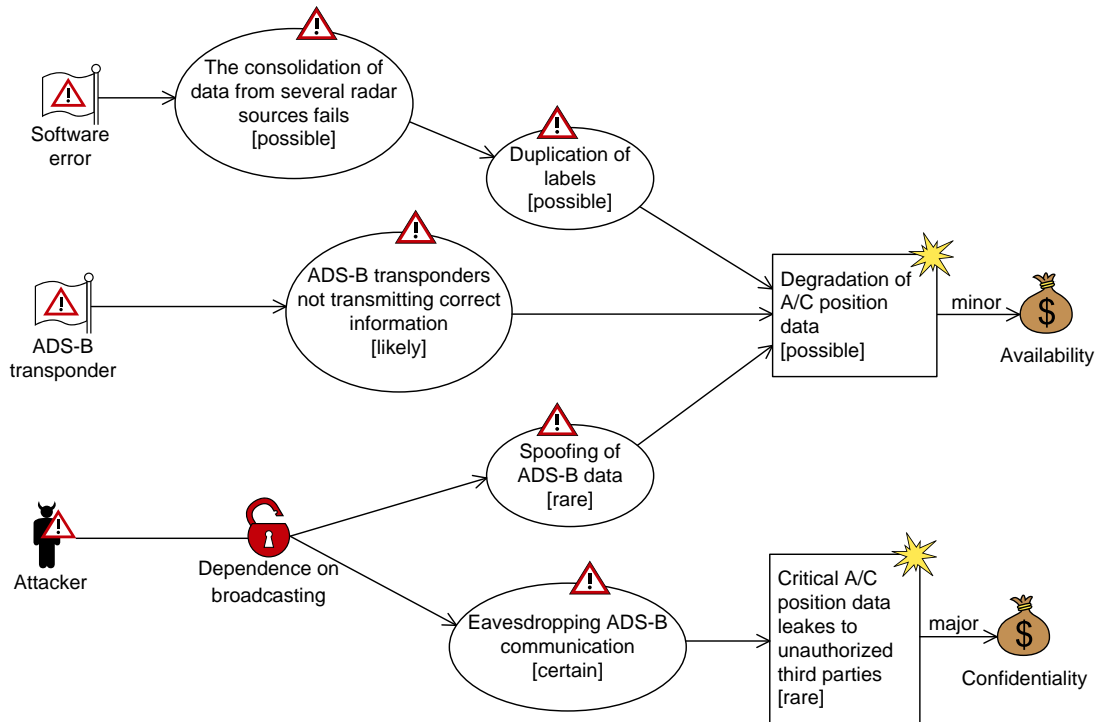 The consolidation of
data from several radar
sources fails
[possible]
Software
error
Duplication of
labels
[possible]
ADS-B transponders
not transmitting correct
information
[likely]
ADS-B
transponder
Degradation of
A/C position
data
[possible]
minor
$
Availability
Spoofing of
ADS-B data
[rare]
Attacker
Dependence on
broadcasting
Eavesdropping ADS-B
communication
[certain]
Critical A/C
position data
leakes to
unauthorized
third parties
[rare]
major
$
Confidentiality